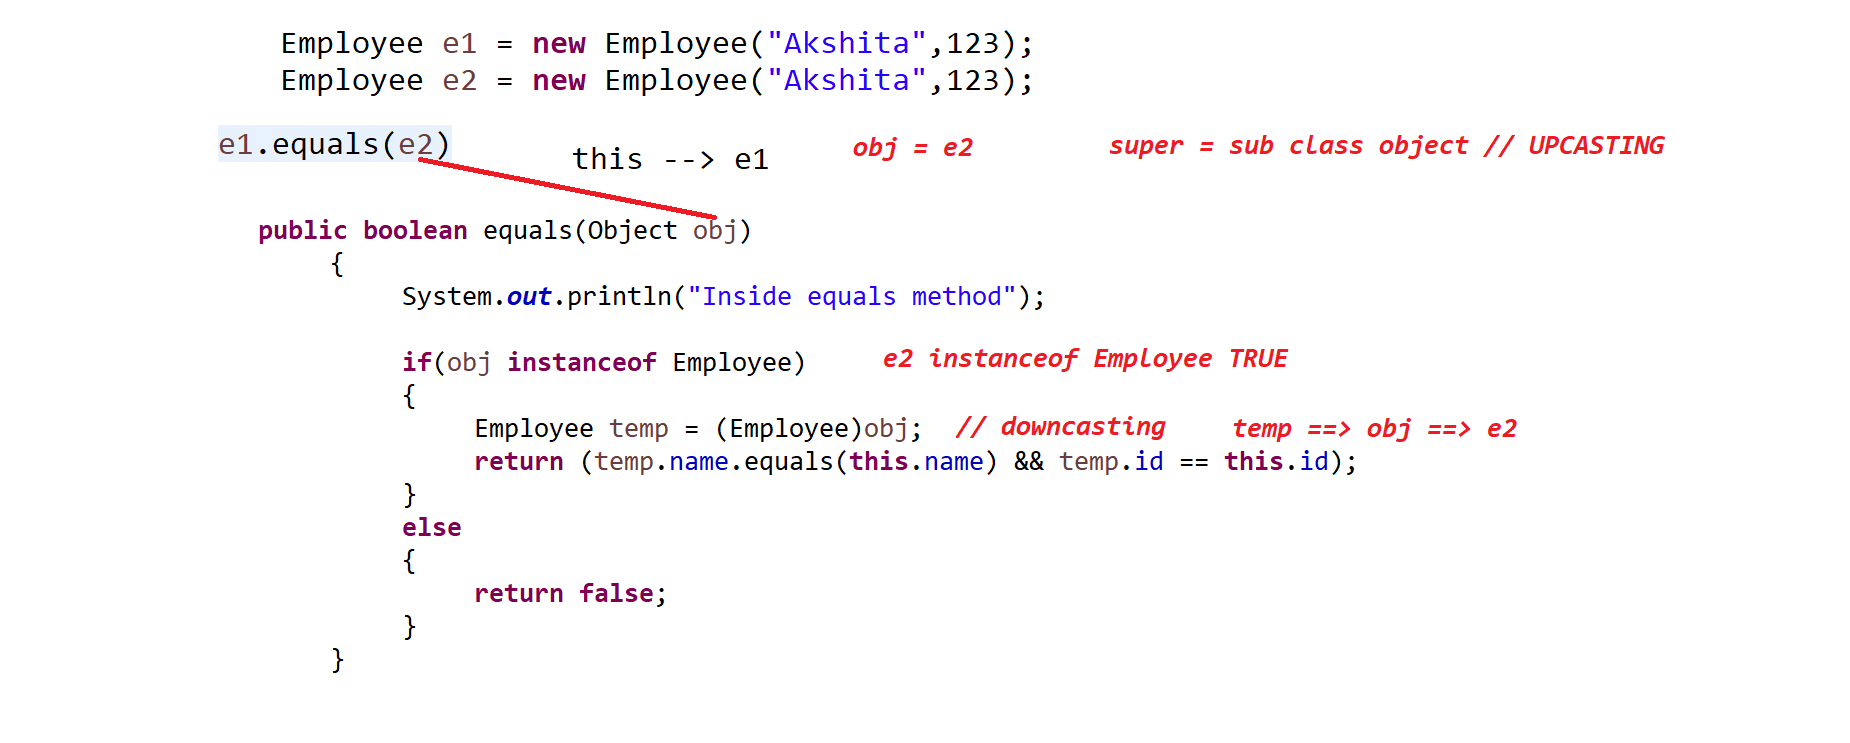 Employee e1 = new Employee("Akshita",123);
Employee e2 = new Employee("Akshita",123);
e1.equals(e2)
this --> e1
obj = e2
super = sub class object // UPCASTING
public boolean equals(Object obj)
{
System.out.println("Inside equals method");
if(obj instanceof Employee)
e2 instanceof Employee TRUE
{
Employee temp = (Employee)obj; // downcasting
temp ==> obj ==> e2
return (temp.name.equals(this.name) && temp.id == this.id);
}
else
{
return false;
}
}